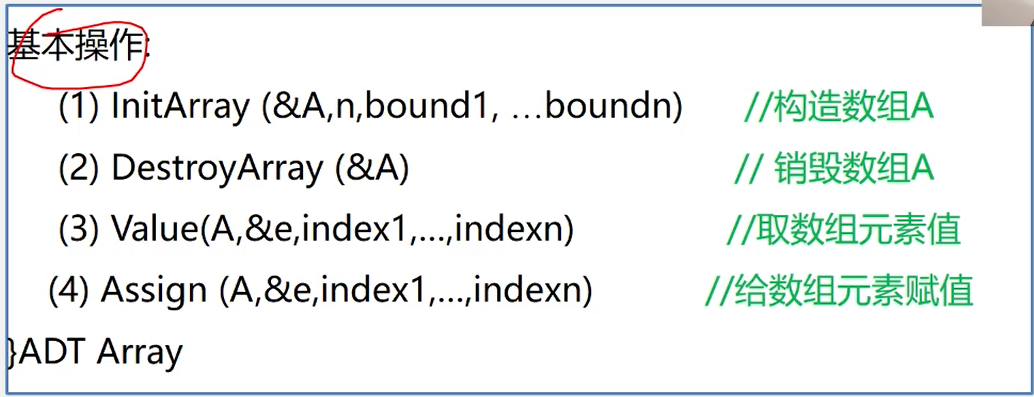 基本操作:
(1) InitArray (&A,n,bound1, …boundn) //构造数组A
(2) DestroyArray (&A) // 销毁数组A
(3) Value(A,&e,index1,…,indexn) //取数组元素值
(4) Assign (A,&e,index1,…,indexn) //给数组元素赋值
}ADT Array